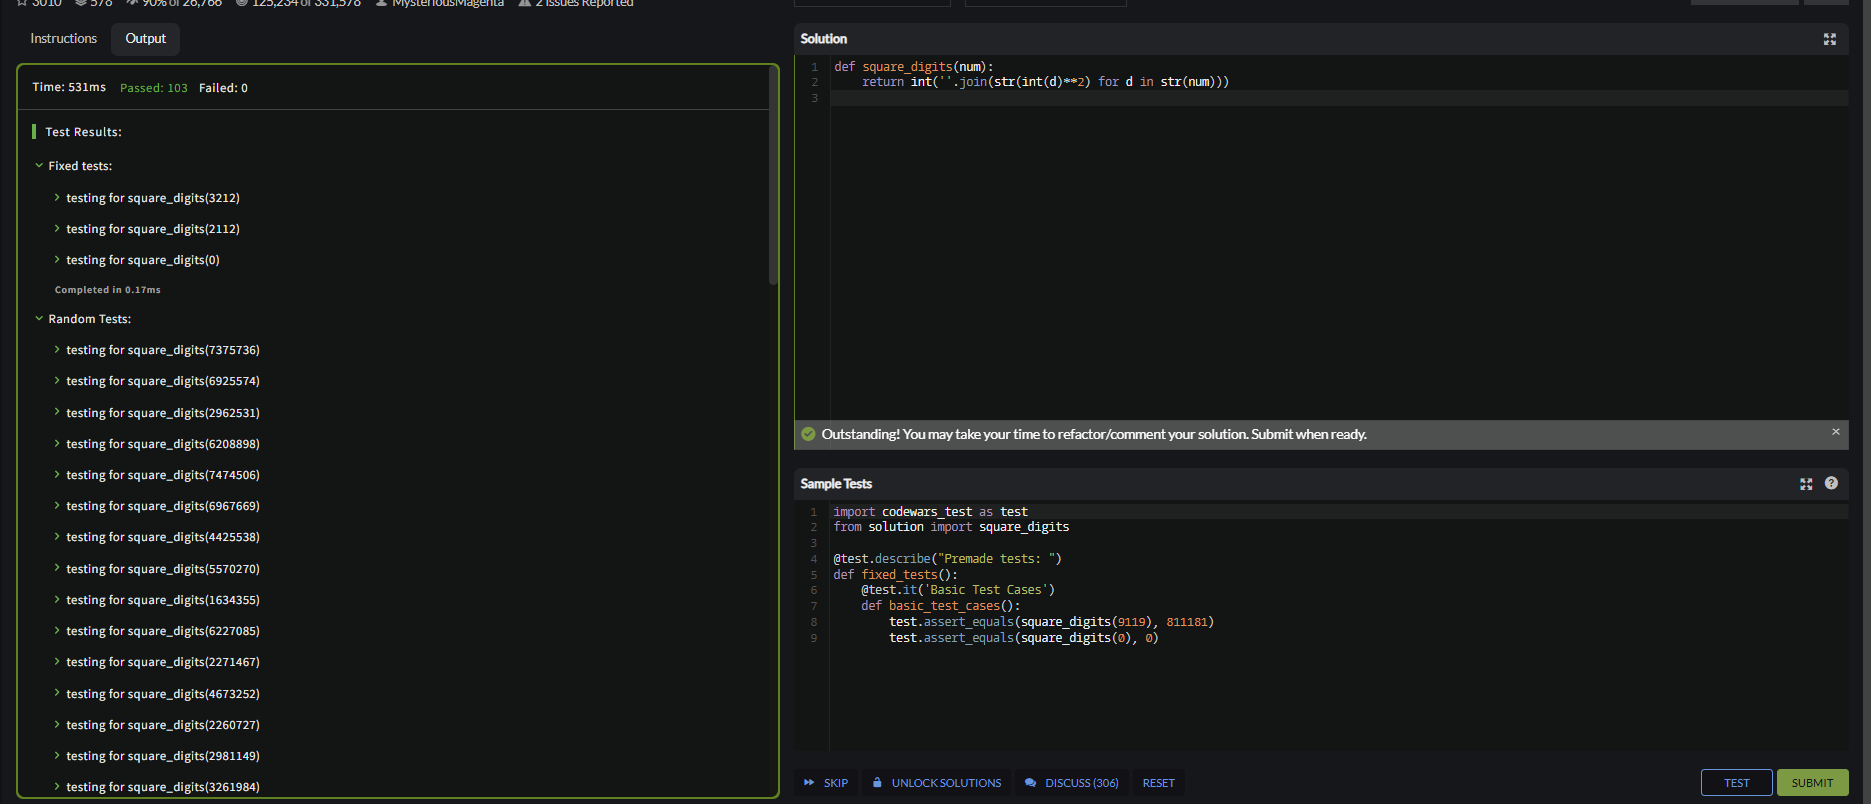 3010 578 90% of 26,766 125,234 of 331,578 MysteriousMagenta 2 Issues Reported
Instructions Output
Time: 531ms Passed: 103 Failed: 0
Test Results:
Fixed tests:
testing for square_digits(3212)
testing for square_digits(2112)
testing for square_digits(0)
Completed in 0.17ms
Random Tests:
testing for square_digits(7375736)
testing for square_digits(6925574)
testing for square_digits(2962531)
testing for square_digits(6208898)
testing for square_digits(7474506)
testing for square_digits(6967669)
testing for square_digits(4425538)
testing for square_digits(5570270)
testing for square_digits(1634355)
testing for square_digits(6227085)
testing for square_digits(2271467)
testing for square_digits(4673252)
testing for square_digits(2260727)
testing for square_digits(2981149)
testing for square_digits(3261984)
Solution
1 def square_digits(num):
2     return int(''.join(str(int(d)**2) for d in str(num)))
3
Outstanding! You may take your time to refactor/comment your solution. Submit when ready. ×
Sample Tests ?
1 import codewars_test as test
2 from solution import square_digits
3
4 @test.describe("Premade tests: ")
5 def fixed_tests():
6     @test.it('Basic Test Cases')
7     def basic_test_cases():
8         test.assert_equals(square_digits(9119), 811181)
9         test.assert_equals(square_digits(0), 0)
SKIP UNLOCK SOLUTIONS DISCUSS (306) RESET TEST SUBMIT